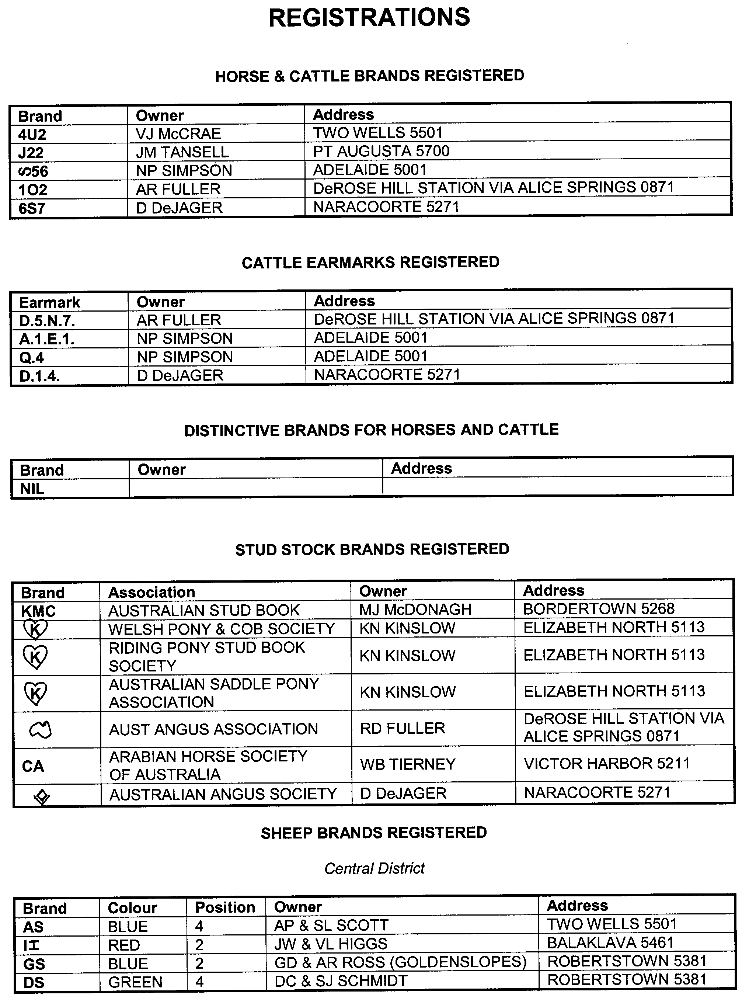 REGISTRATIONS
HORSE & CATTLE BRANDS REGISTERED
Brand Owner Address
4U2 VJ McCRAE TWO WELLS 5501
J22 JM TANSELL PT AUGUSTA 5700
S56 NP SIMPSON ADELAIDE 5001
1O2 AR FULLER DeROSE HILL STATION VIA ALICE SPRINGS 0871
6S7 D DeJAGER NARACOORTE 5271
CATTLE EARMARKS REGISTERED
Earmark Owner Address
D.5.N.7. AR FULLER DeROSE HILL STATION VIA ALICE SPRINGS 0871
A.1.E.1. NP SIMPSON ADELAIDE 5001
Q.4 NP SIMPSON ADELAIDE 5001
D.1.4. D DeJAGER NARACOORTE 5271
DISTINCTIVE BRANDS FOR HORSES AND CATTLE
Brand Owner Address
NIL
STUD STOCK BRANDS REGISTERED
Brand Association Owner Address
KMC AUSTRALIAN STUD BOOK MJ McDONAGH BORDERTOWN 5268
K WELSH PONY & COB SOCIETY KN KINSLOW ELIZABETH NORTH 5113
K RIDING PONY STUD BOOK
SOCIETY KN KINSLOW ELIZABETH NORTH 5113
K AUSTRALIAN SADDLE PONY
ASSOCIATION KN KINSLOW ELIZABETH NORTH 5113
AUST ANGUS ASSOCIATION RD FULLER DeROSE HILL STATION VIA
ALICE SPRINGS 0871
CA ARABIAN HORSE SOCIETY
OF AUSTRALIA WB TIERNEY VICTOR HARBOR 5211
AUSTRALIAN ANGUS SOCIETY D DeJAGER NARACOORTE 5271
SHEEP BRANDS REGISTERED
Central District
Brand Colour Position Owner Address
AS BLUE 4 AP & SL SCOTT TWO WELLS 5501
II RED 2 JW & VL HIGGS BALAKLAVA 5461
GS BLUE 2 GD & AR ROSS (GOLDENSLOPES) ROBERTSTOWN 5381
DS GREEN 4 DC & SJ SCHMIDT ROBERTSTOWN 5381